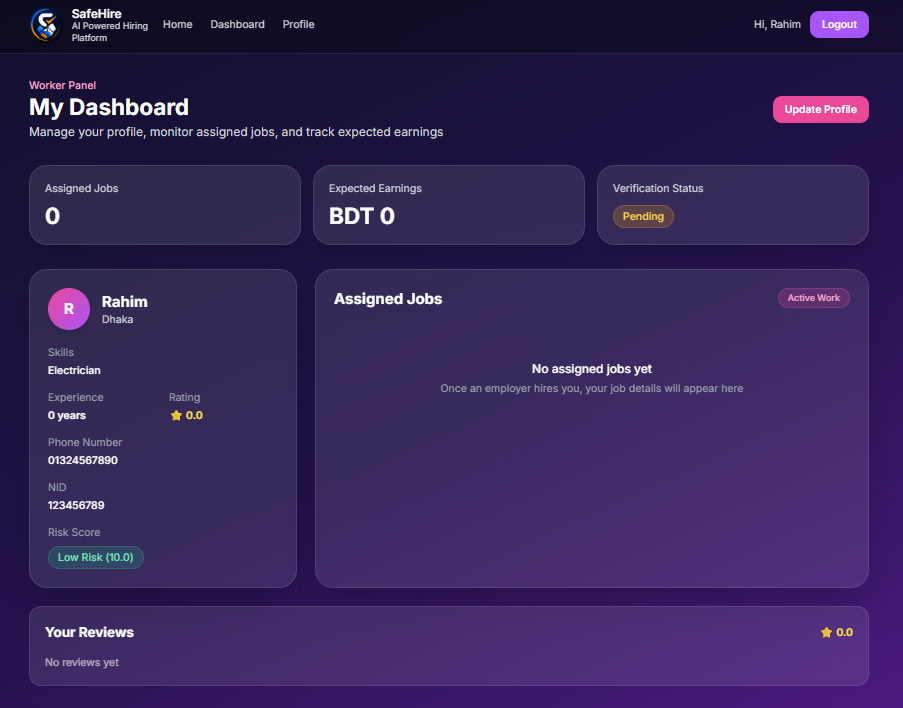 SafeHire
AI Powered Hiring
Platform
Home
Dashboard
Profile
Hi, Rahim
Logout
Worker Panel
My Dashboard
Manage your profile, monitor assigned jobs, and track expected earnings
Update Profile
Assigned Jobs
0
Expected Earnings
BDT 0
Verification Status
Pending
R
Rahim
Dhaka
Skills
Electrician
Experience
0 years
Rating
0.0
Phone Number
01324567890
NID
123456789
Risk Score
Low Risk (10.0)
Assigned Jobs
Active Work
No assigned jobs yet
Once an employer hires you, your job details will appear here
Your Reviews
0.0
No reviews yet